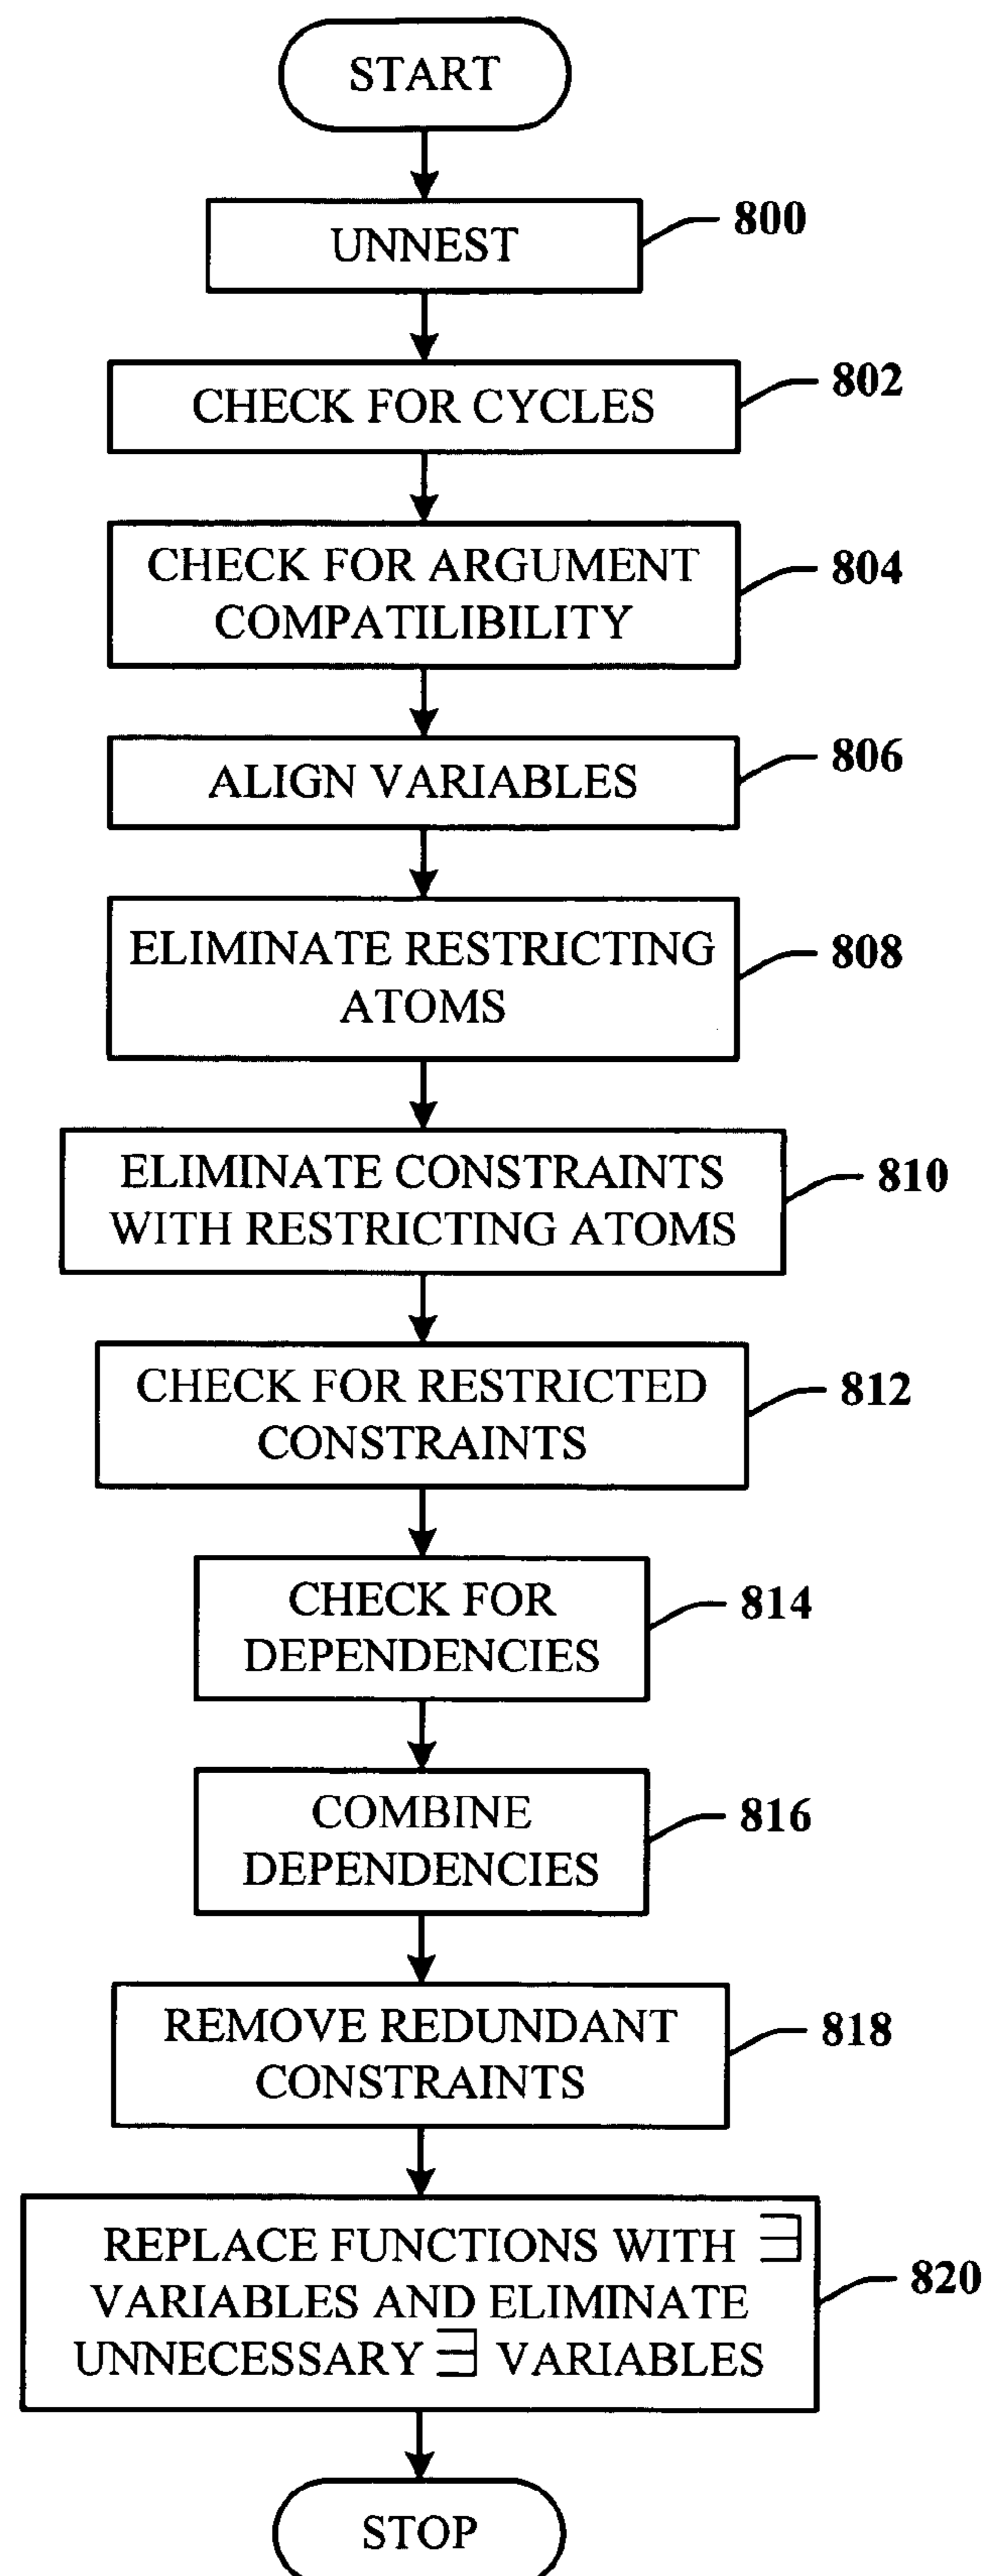 START
UNNEST
800
CHECK FOR CYCLES
802
CHECK FOR ARGUMENT
COMPATILIBILITY
804
ALIGN VARIABLES
806
ELIMINATE RESTRICTING
ATOMS
808
ELIMINATE CONSTRAINTS
WITH RESTRICTING ATOMS
810
CHECK FOR RESTRICTED
CONSTRAINTS
812
CHECK FOR
DEPENDENCIES
814
COMBINE
DEPENDENCIES
816
REMOVE REDUNDANT
CONSTRAINTS
818
REPLACE FUNCTIONS WITH ∃
VARIABLES AND ELIMINATE
UNNECESSARY ∃ VARIABLES
820
STOP